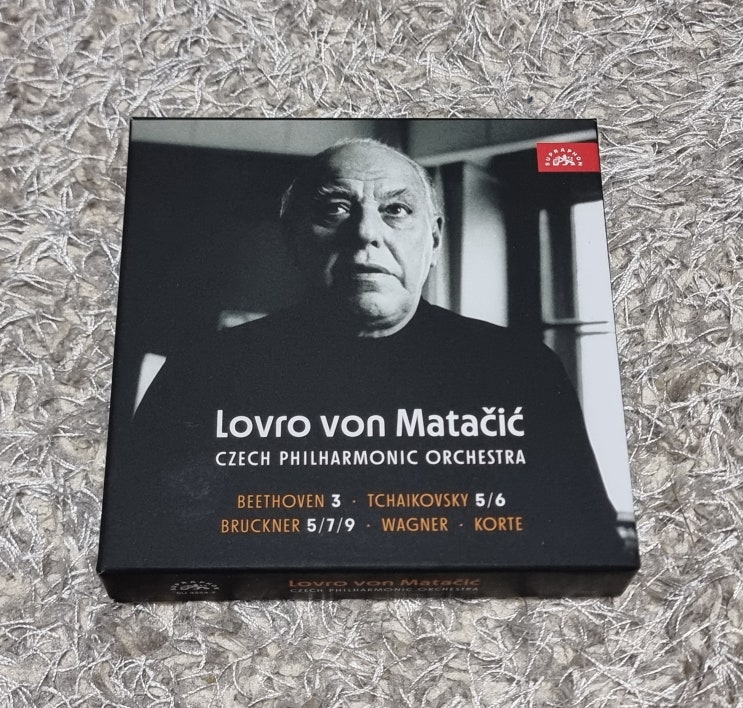 SUPRAPHON
Lovro von Matačić
CZECH PHILHARMONIC ORCHESTRA
BEETHOVEN 3 · TCHAIKOVSKY 5/6
BRUCKNER 5/7/9 · WAGNER · KORTE
SUPRAPHON
Lovro von Matačić
CZECH PHILHARMONIC ORCHESTRA